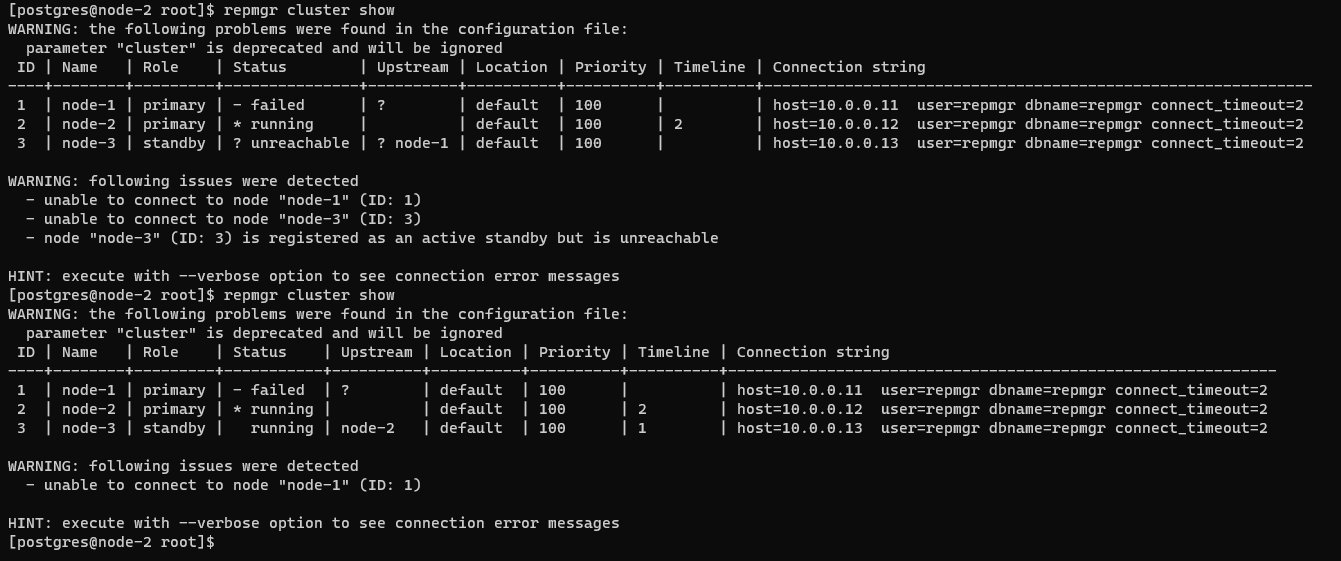 [postgres@node-2 root]$ repmgr cluster show
WARNING: the following problems were found in the configuration file:
  parameter "cluster" is deprecated and will be ignored
 ID | Name   | Role    | Status        | Upstream | Location | Priority | Timeline | Connection string
----+--------+---------+---------------+----------+----------+----------+----------+-------------------------------------------------------------
 1  | node-1 | primary | - failed      | ?        | default  | 100      |          | host=10.0.0.11  user=repmgr dbname=repmgr connect_timeout=2
 2  | node-2 | primary | * running     |          | default  | 100      | 2        | host=10.0.0.12  user=repmgr dbname=repmgr connect_timeout=2
 3  | node-3 | standby | ? unreachable | ? node-1 | default  | 100      |          | host=10.0.0.13  user=repmgr dbname=repmgr connect_timeout=2
WARNING: following issues were detected
  - unable to connect to node "node-1" (ID: 1)
  - unable to connect to node "node-3" (ID: 3)
  - node "node-3" (ID: 3) is registered as an active standby but is unreachable
HINT: execute with --verbose option to see connection error messages
[postgres@node-2 root]$ repmgr cluster show
WARNING: the following problems were found in the configuration file:
  parameter "cluster" is deprecated and will be ignored
 ID | Name   | Role    | Status    | Upstream | Location | Priority | Timeline | Connection string
----+--------+---------+-----------+----------+----------+----------+----------+-------------------------------------------------------------
 1  | node-1 | primary | - failed  | ?        | default  | 100      |          | host=10.0.0.11  user=repmgr dbname=repmgr connect_timeout=2
 2  | node-2 | primary | * running |          | default  | 100      | 2        | host=10.0.0.12  user=repmgr dbname=repmgr connect_timeout=2
 3  | node-3 | standby |   running | node-2   | default  | 100      | 1        | host=10.0.0.13  user=repmgr dbname=repmgr connect_timeout=2
WARNING: following issues were detected
  - unable to connect to node "node-1" (ID: 1)
HINT: execute with --verbose option to see connection error messages
[postgres@node-2 root]$